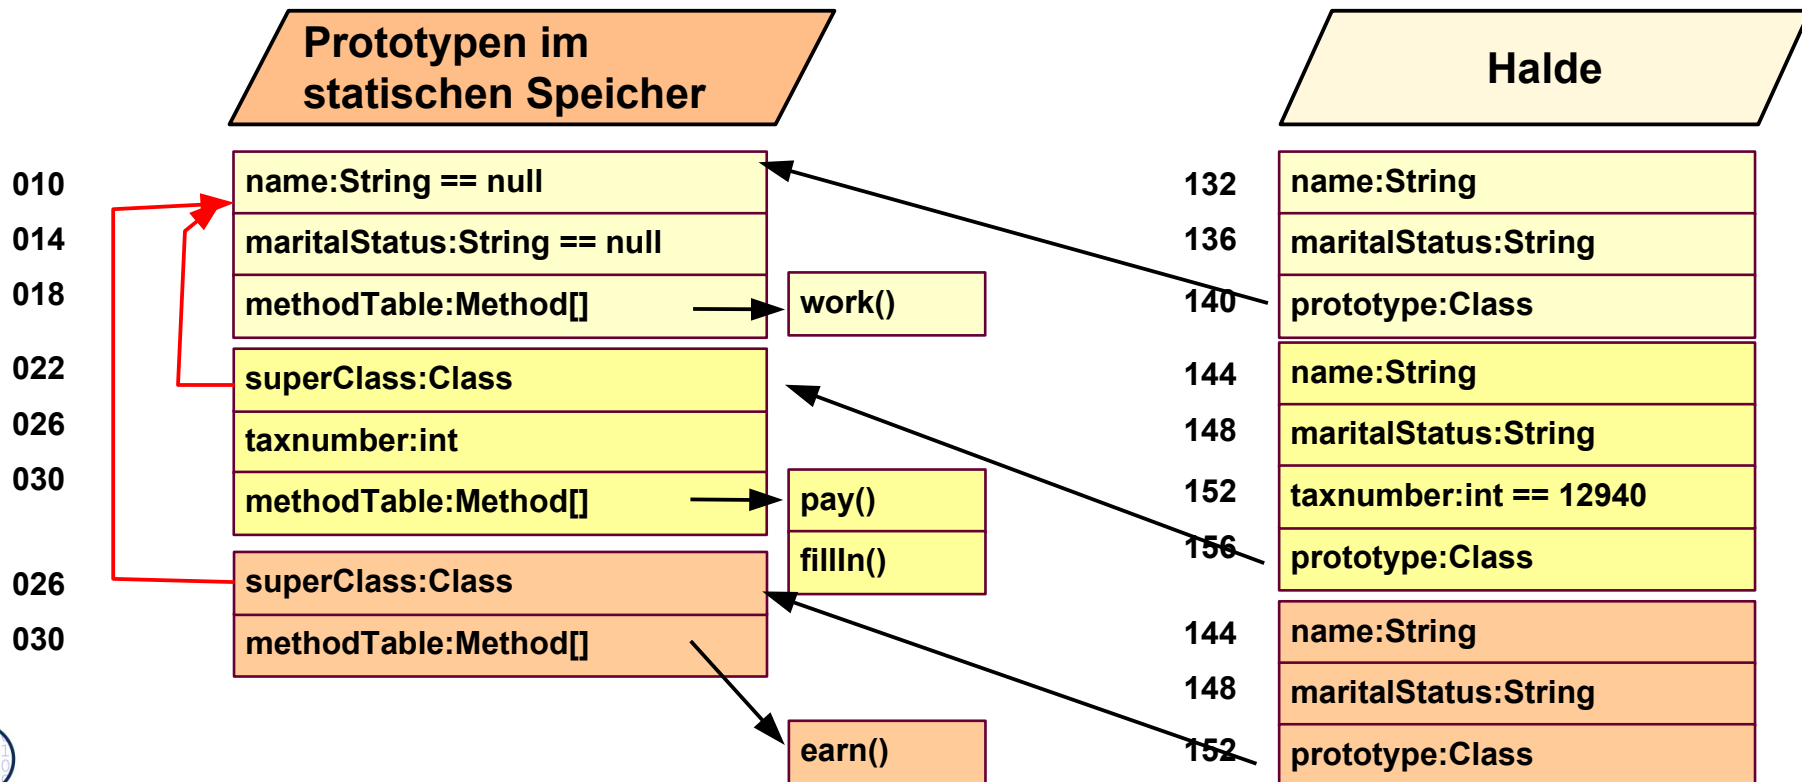 Prototypen im
statischen Speicher
Halde
010 name:String == null
014 maritalStatus:String == null
018 methodTable:Method[] work()
022 superClass:Class
026 taxnumber:int
030 methodTable:Method[] pay()
fillIn()
026 superClass:Class
030 methodTable:Method[]
earn()
132 name:String
136 maritalStatus:String
140 prototype:Class
144 name:String
148 maritalStatus:String
152 taxnumber:int == 12940
156 prototype:Class
144 name:String
148 maritalStatus:String
152 prototype:Class